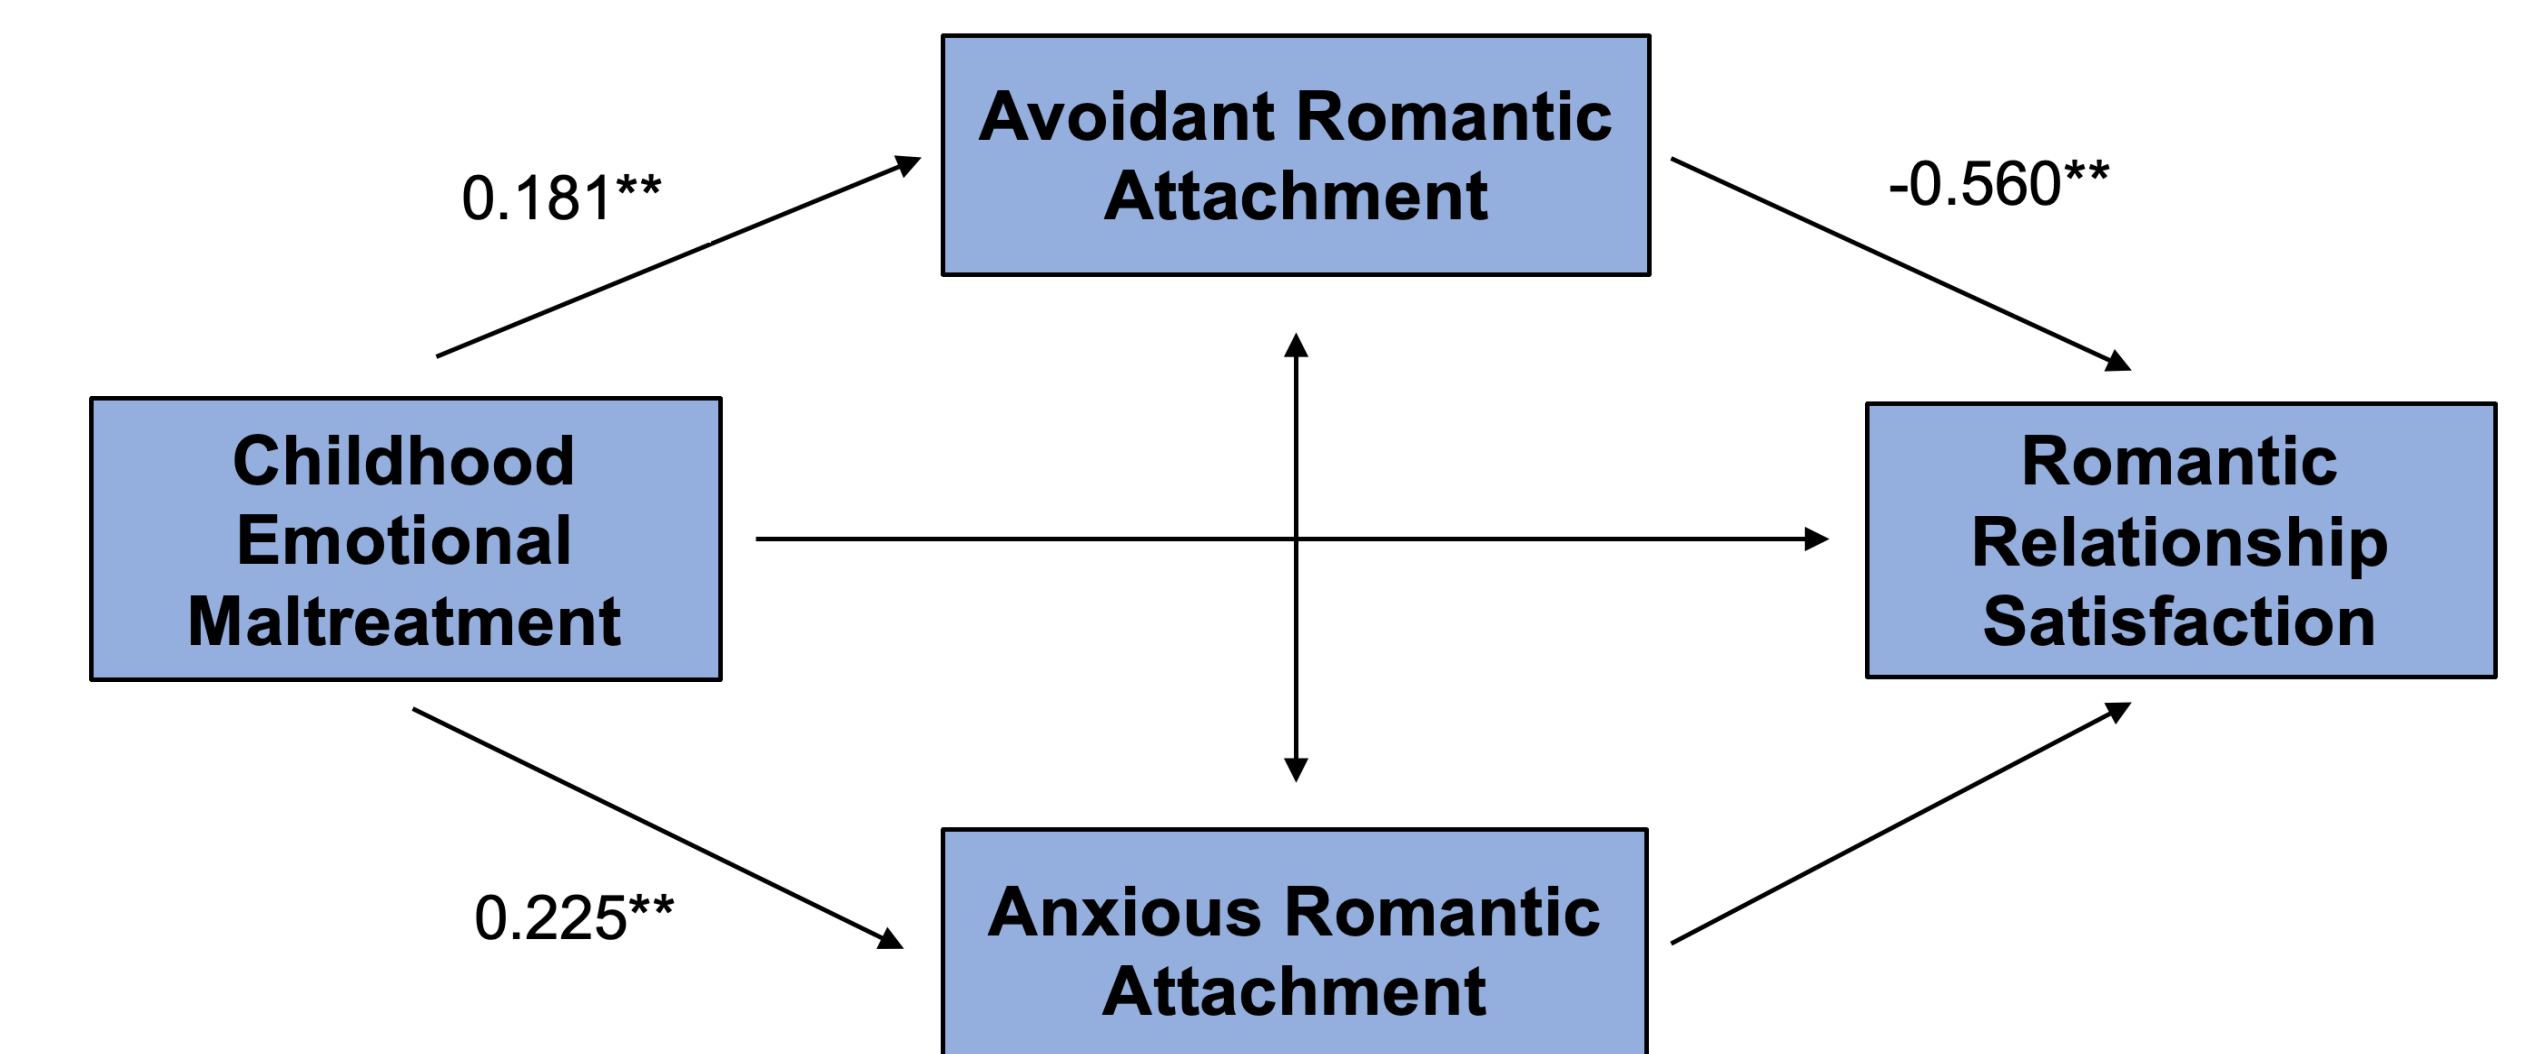 Avoidant Romantic
Attachment
0.181**
-0.560**
Childhood
Emotional
Maltreatment
Romantic
Relationship
Satisfaction
0.225**
Anxious Romantic
Attachment